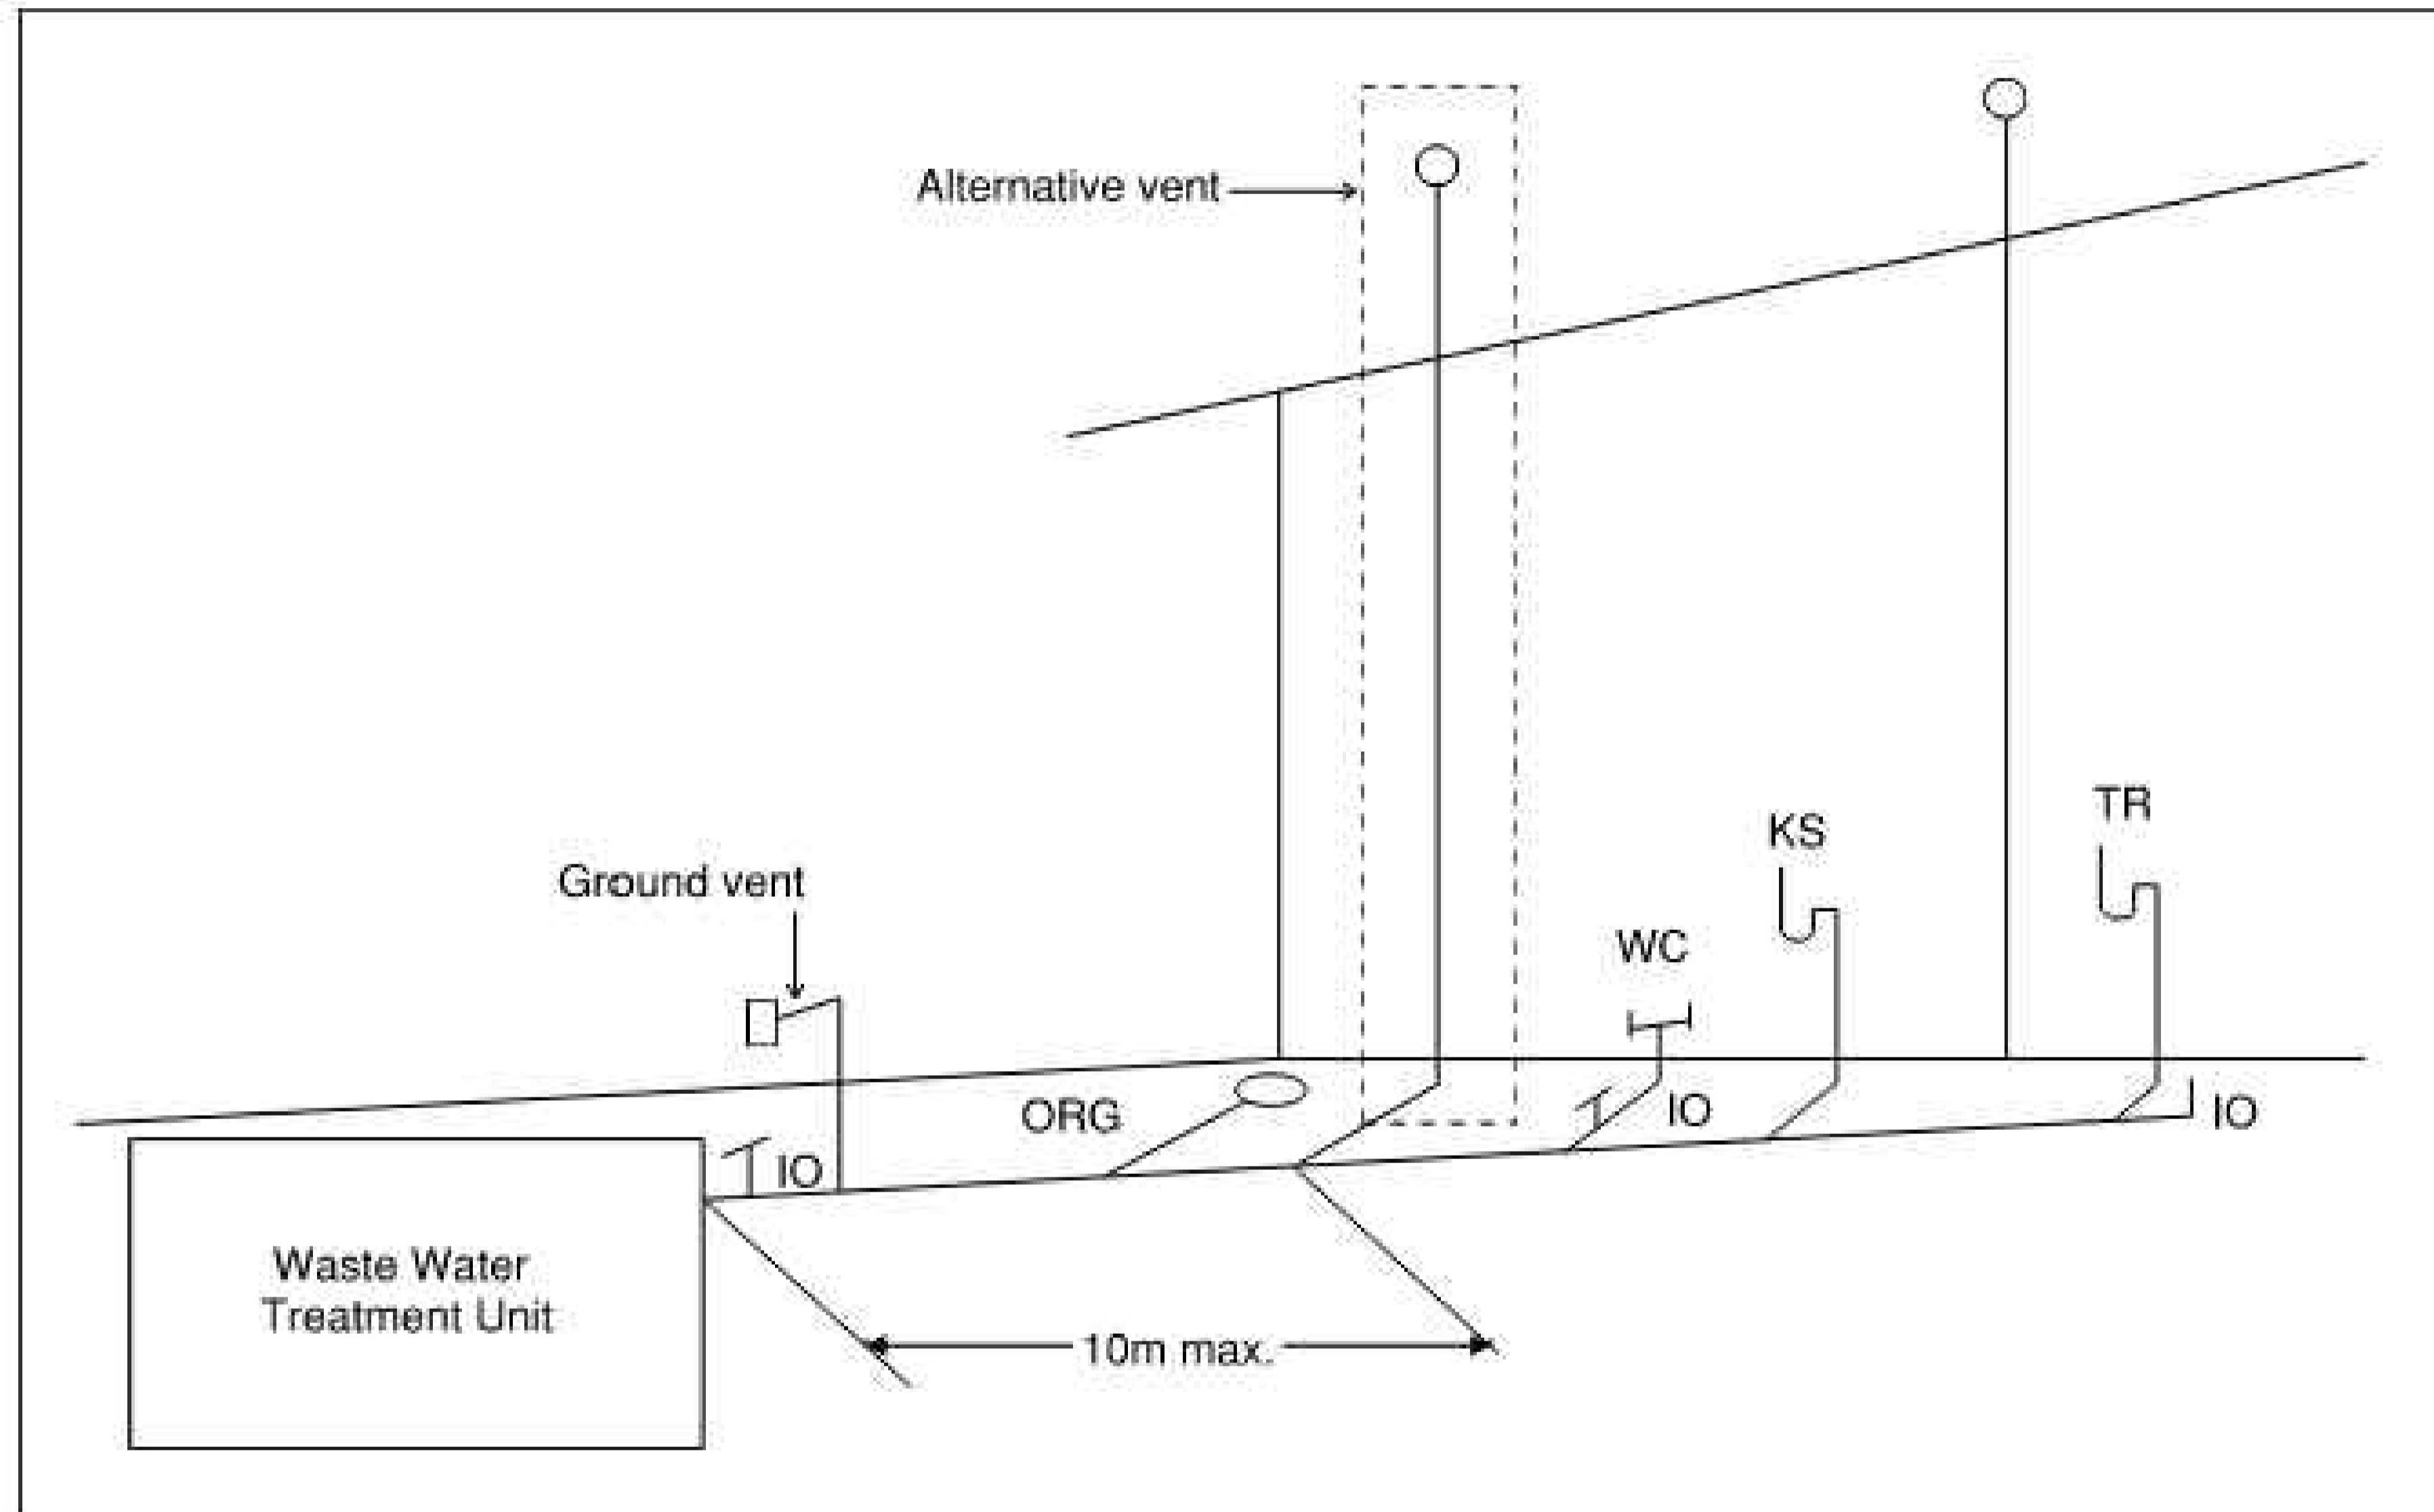 Alternative vent
TR
KS
Ground vent
WC
ORG
IO
IO
IO
Waste Water
Treatment Unit
10m max.